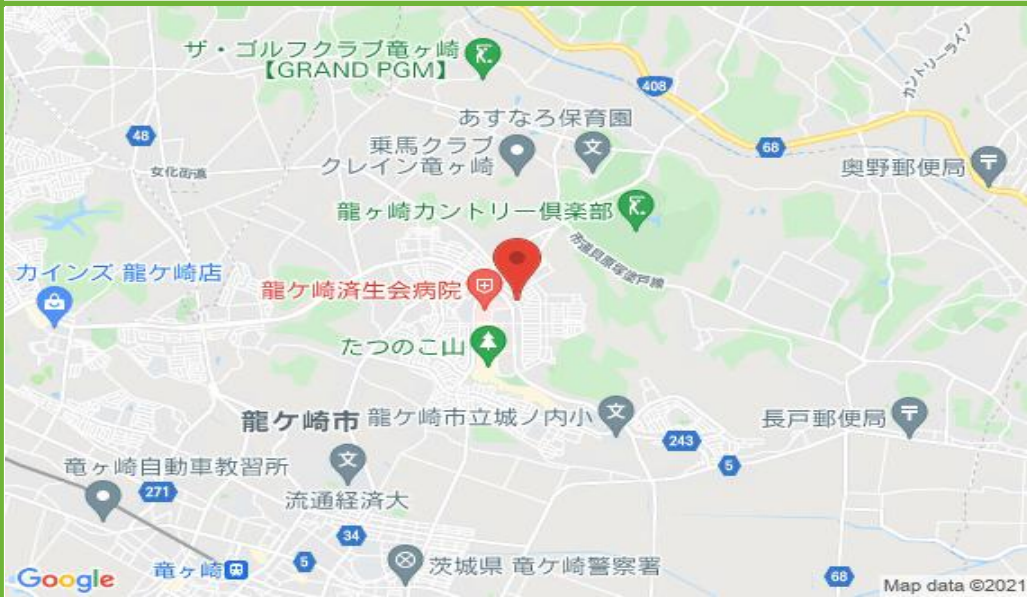 ザ・ゴルフクラブ竜ヶ崎
【GRAND PGM】
カントリーライン
408
48
あすなろ保育園
68
乗馬クラブ
クレイン竜ヶ崎
奥野郵便局
女化街道
龍ヶ崎カントリー倶楽部
市道貝原塚塗戸線
カインズ 龍ケ崎店
龍ケ崎済生会病院
たつのこ山
龍ケ崎市
龍ケ崎市立城ノ内小
長戸郵便局
243
5
竜ヶ崎自動車教習所
271
流通経済大
34
5
竜ヶ崎
茨城県 竜ケ崎警察署
68
Google
Map data ©2021